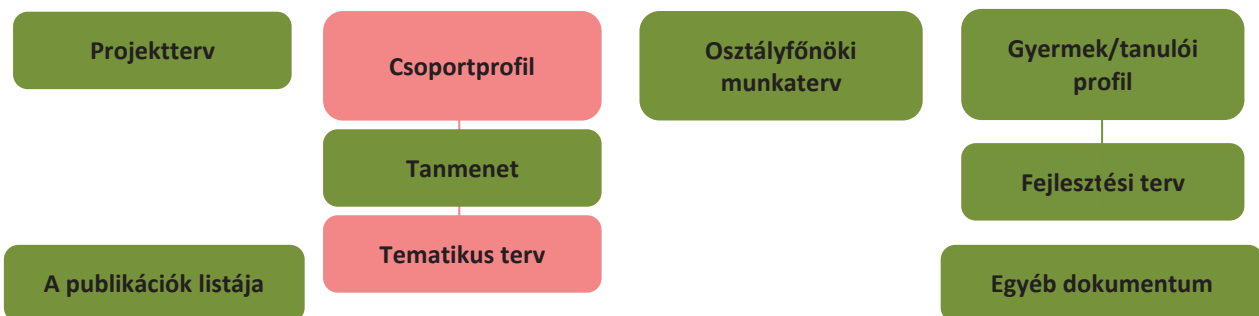 Projektterv
Csoportprofil
Tanmenet
Tematikus terv
Osztályfőnöki
munkaterv
Gyermek/tanulói
profil
Fejlesztési terv
A publikációk listája
Egyéb dokumentum